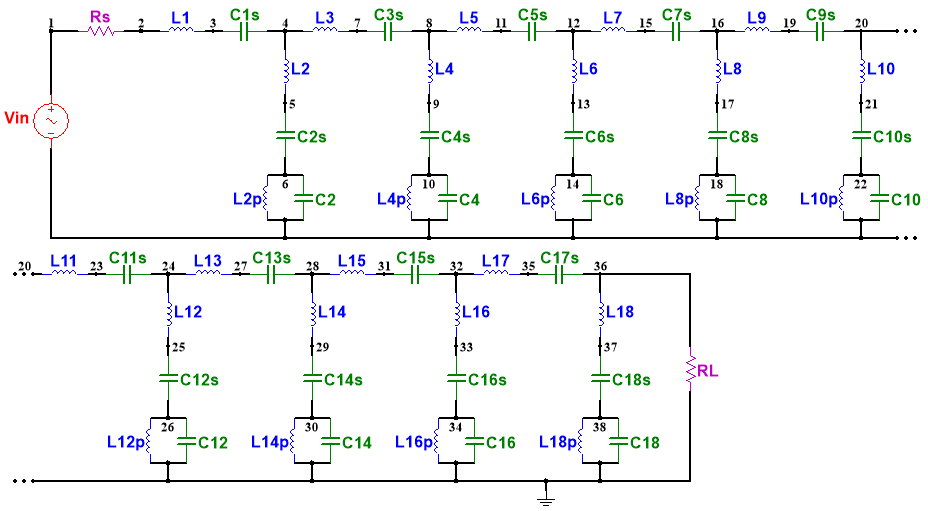 Rs L1 C1s L3 C3s L5 C5s L7 C7s L9 C9s
1 2 3 4 7 8 11 12 15 16 19 20
L2 L4 L6 L8 L10
5 9 13 17 21
Vin
C2s C4s C6s C8s C10s
6 10 14 18 22
L2p C2 L4p C4 L6p C6 L8p C8 L10p C10
L11 C11s L13 C13s L15 C15s L17 C17s
20 23 24 27 28 31 32 35 36
L12 L14 L16 L18
25 29 33 37
RL
C12s C14s C16s C18s
26 30 34 38
L12p C12 L14p C14 L16p C16 L18p C18